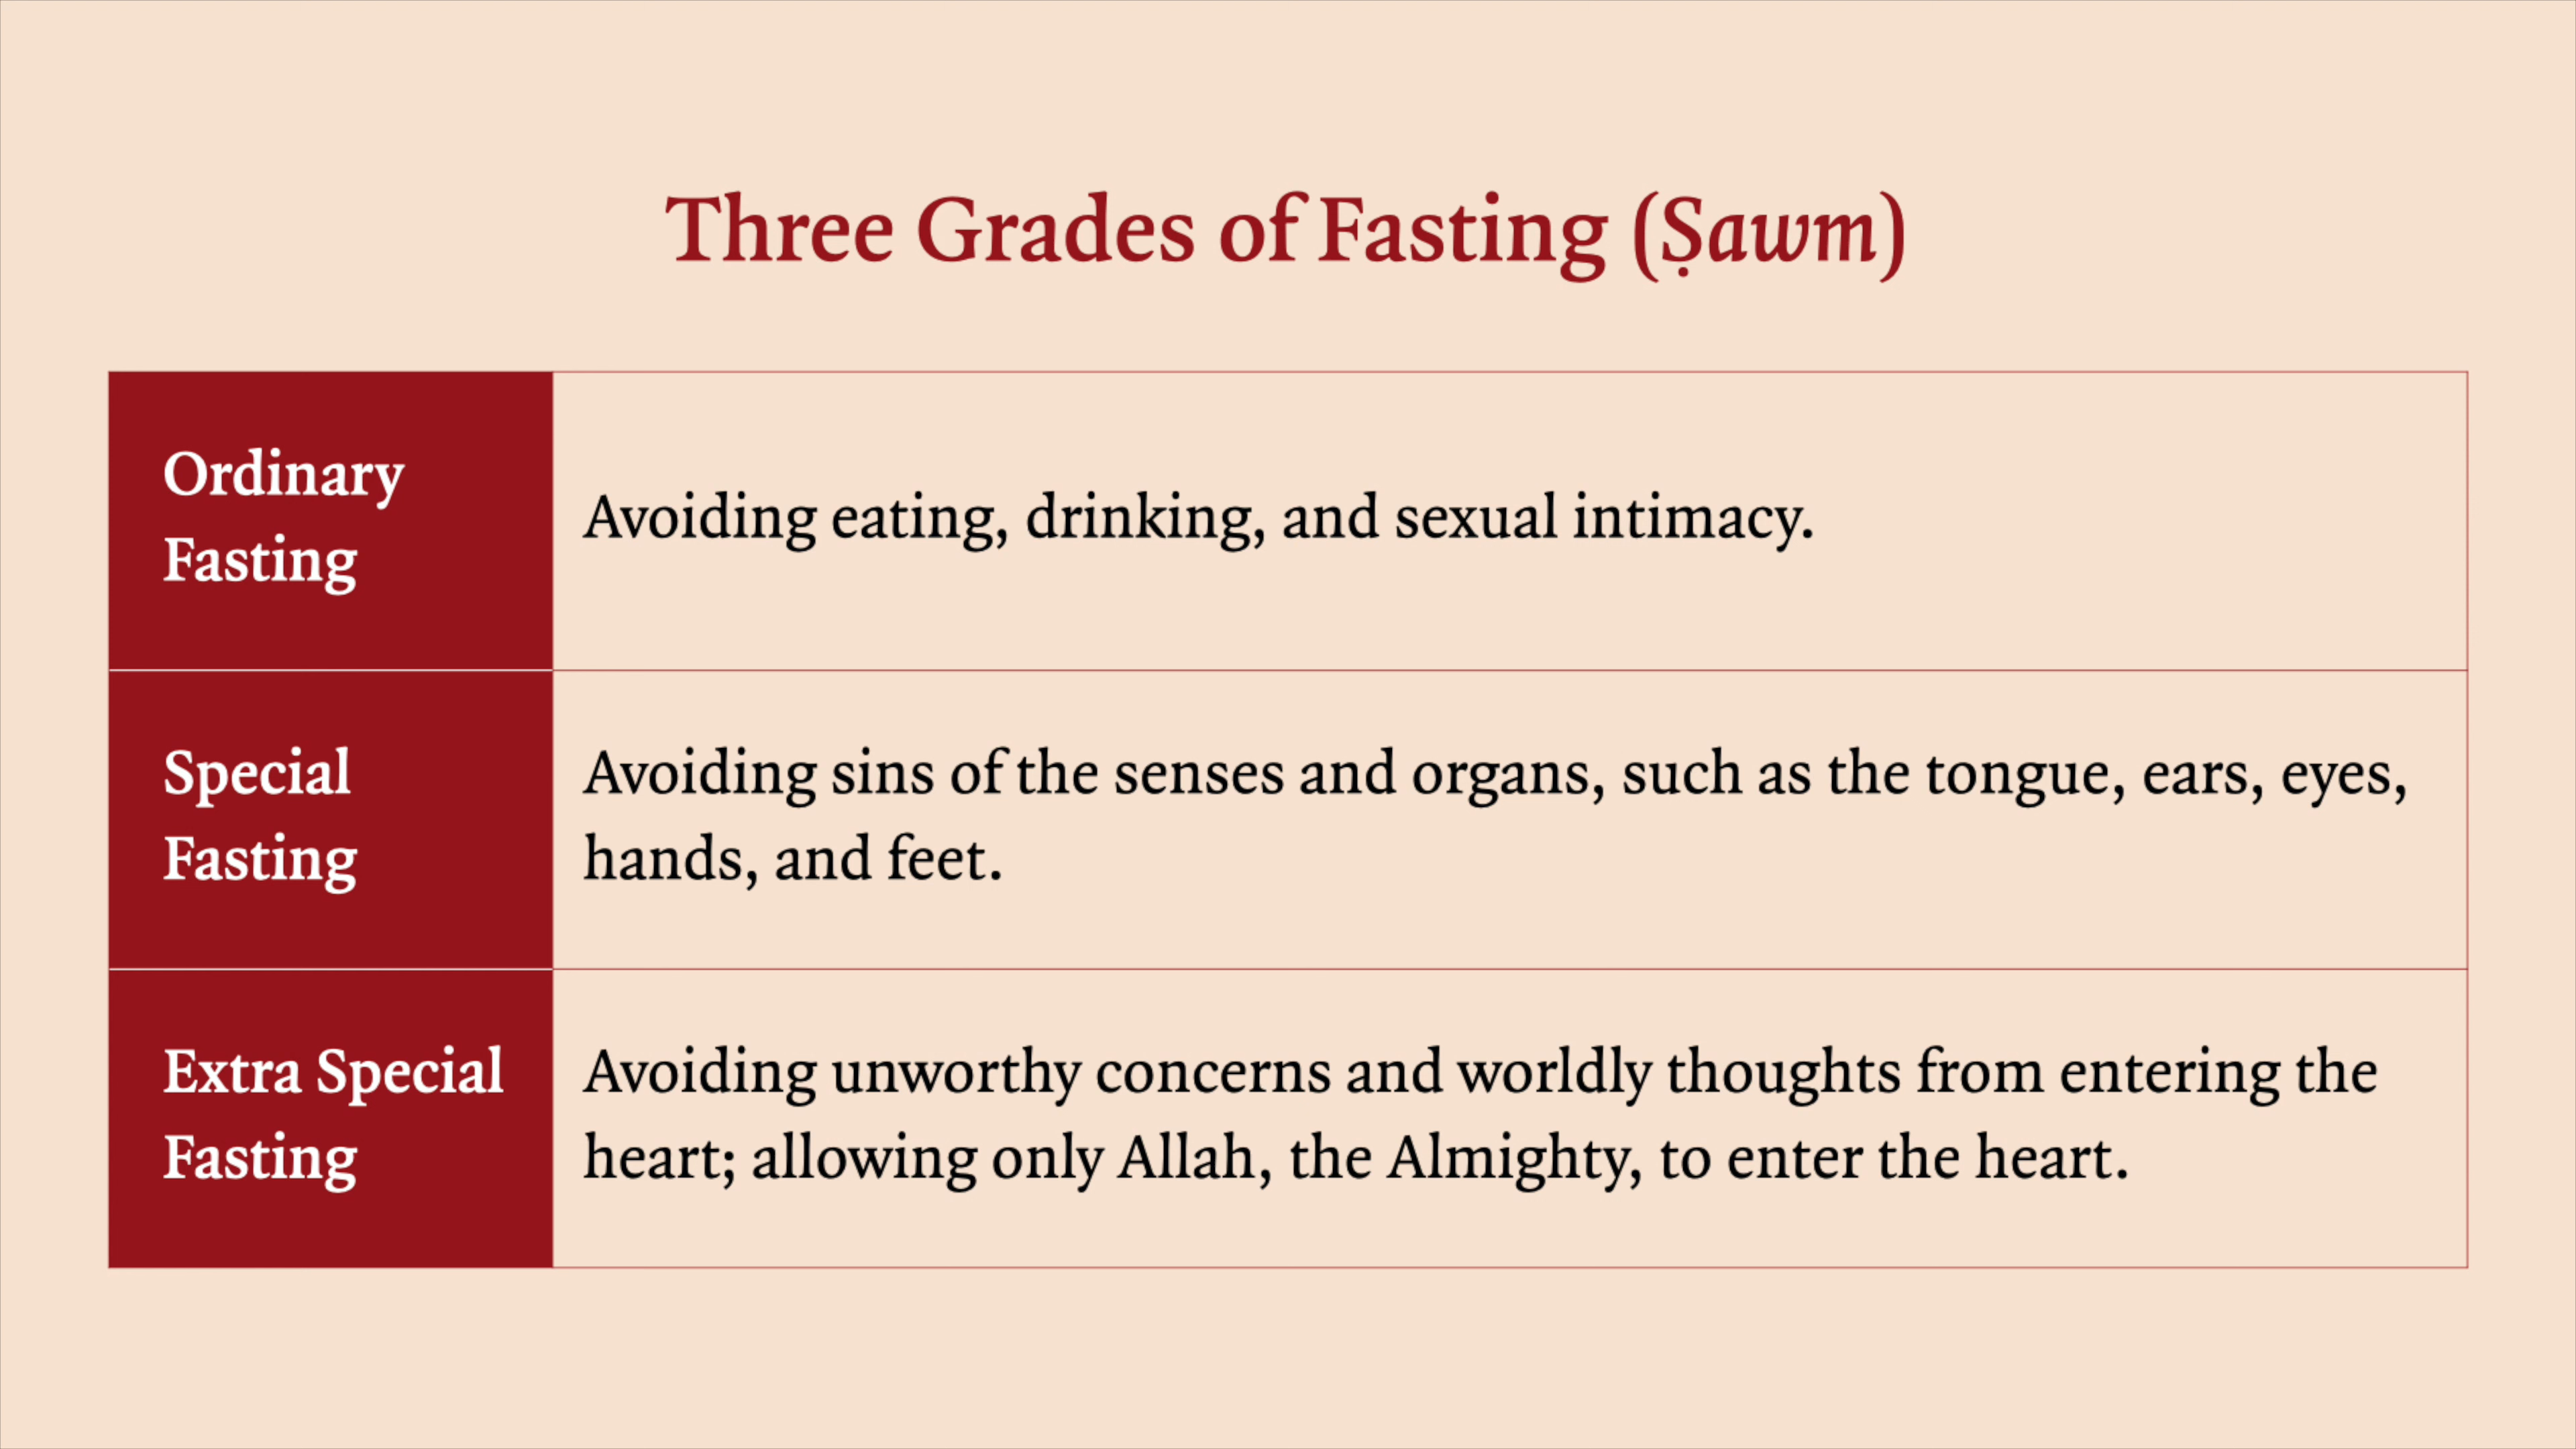 Three Grades of Fasting (Ṣawm)
Ordinary
Fasting
Avoiding eating, drinking, and sexual intimacy.
Special
Fasting
Avoiding sins of the senses and organs, such as the tongue, ears, eyes,
hands, and feet.
Extra Special
Fasting
Avoiding unworthy concerns and worldly thoughts from entering the
heart; allowing only Allah, the Almighty, to enter the heart.